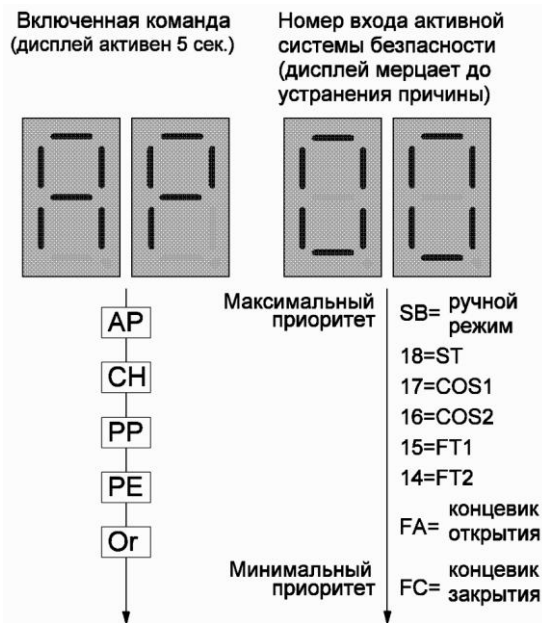 Включенная команда
(дисплей активен 5 сек.)
Номер входа активной
системы безпасности
(дисплей мерцает до
устранения причины)
AP
00
AP
CH
PP
PE
Or
Максимальный
приоритет
SB= ручной
режим
18=ST
17=COS1
16=COS2
15=FT1
14=FT2
FA= концевик
открытия
Минимальный
приоритет
FC= концевик
закрытия